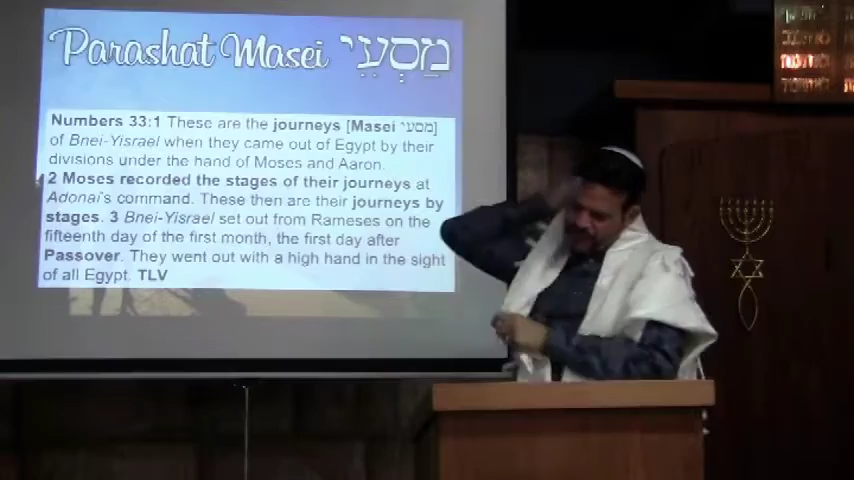 Parashat Masei מַסְעֵי
Numbers 33:1 These are the journeys [Masei מסעי]
of Bnei-Yisrael when they came out of Egypt by their
divisions under the hand of Moses and Aaron.
2 Moses recorded the stages of their journeys at
Adonai's command. These then are their journeys by
stages. 3 Bnei-Yisrael set out from Rameses on the
fifteenth day of the first month, the first day after
Passover. They went out with a high hand in the sight
of all Egypt. TLV